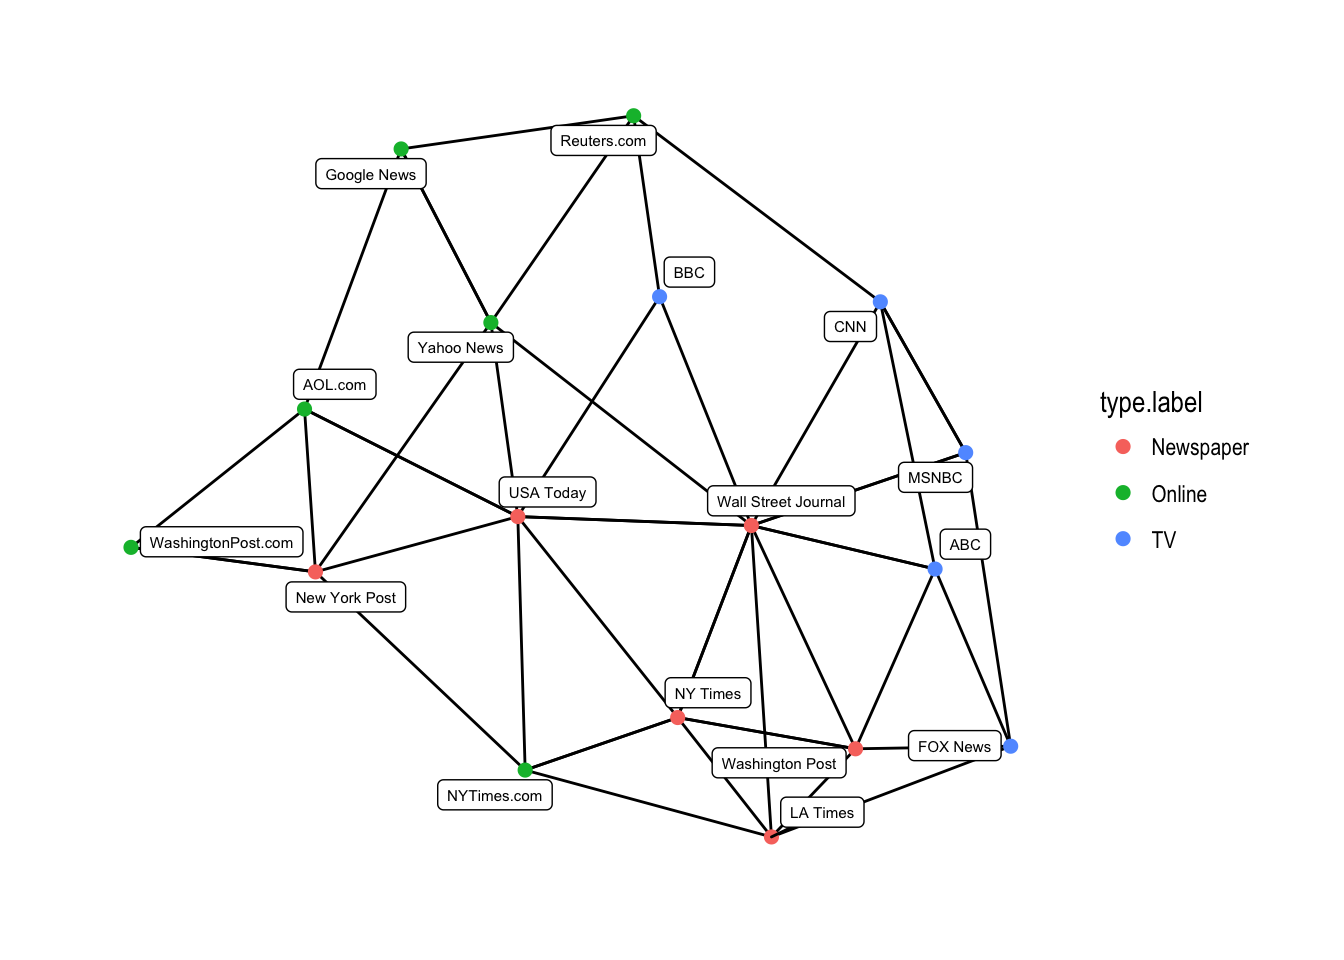 Reuters.com
Google News
BBC
CNN
Yahoo News
AOL.com
MSNBC
USA Today
Wall Street Journal
WashingtonPost.com
ABC
New York Post
NY Times
FOX News
Washington Post
NYTimes.com
LA Times
type.label
Newspaper
Online
TV